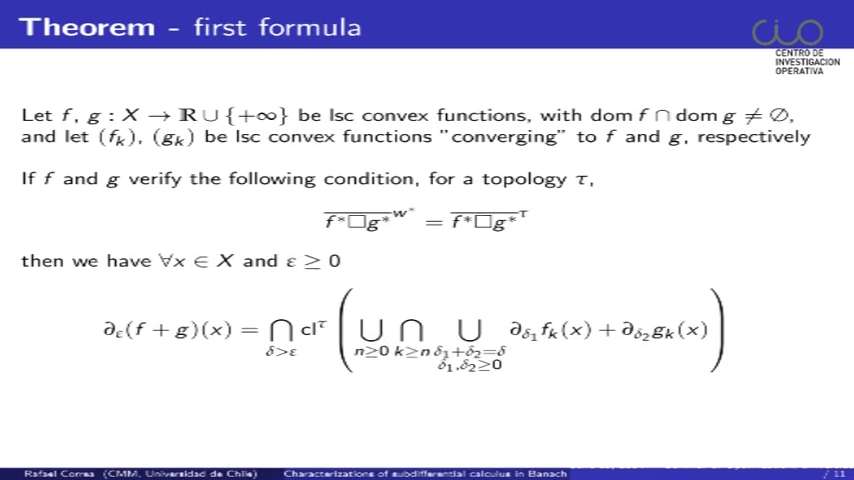 Theorem - first formula
CENTRO DE
INVESTIGACION
OPERATIVA
Let f, g : X → ℝ ∪ {+∞} be lsc convex functions, with dom f ∩ dom g ≠ ∅,
and let (f_k), (g_k) be lsc convex functions "converging" to f and g, respectively
If f and g verify the following condition, for a topology τ,
\overline{f*□g*}^{w*} = \overline{f*□g*}^{τ}
then we have ∀x ∈ X and ε ≥ 0
∂_ε(f + g)(x) = ⋂_{δ>ε} cl^τ ( ⋃_{n≥0} ⋂_{k≥n} ⋃_{δ_1+δ_2=δ, δ_1,δ_2≥0} ∂_{δ_1} f_k(x) + ∂_{δ_2} g_k(x) )
Rafael Correa (CMM, Universidad de Chile) Characterizations of subdifferential calculus in Banach / 11